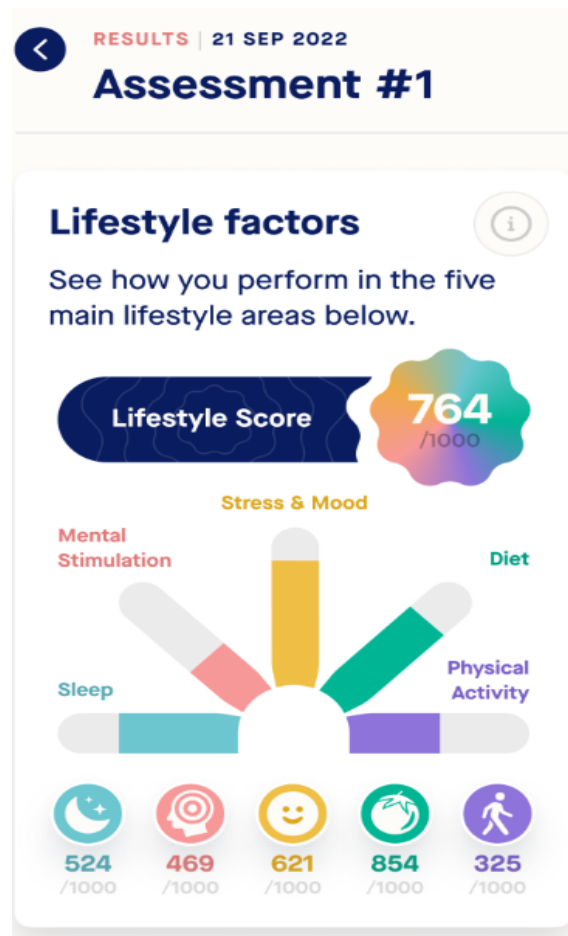 RESULTS | 21 SEP 2022
Assessment #1
Lifestyle factors
i
See how you perform in the five
main lifestyle areas below.
Lifestyle Score
764
/1000
Stress & Mood
Mental
Stimulation
Diet
Sleep
Physical
Activity
524 469 621 854 325
/1000 /1000 /1000 /1000 /1000